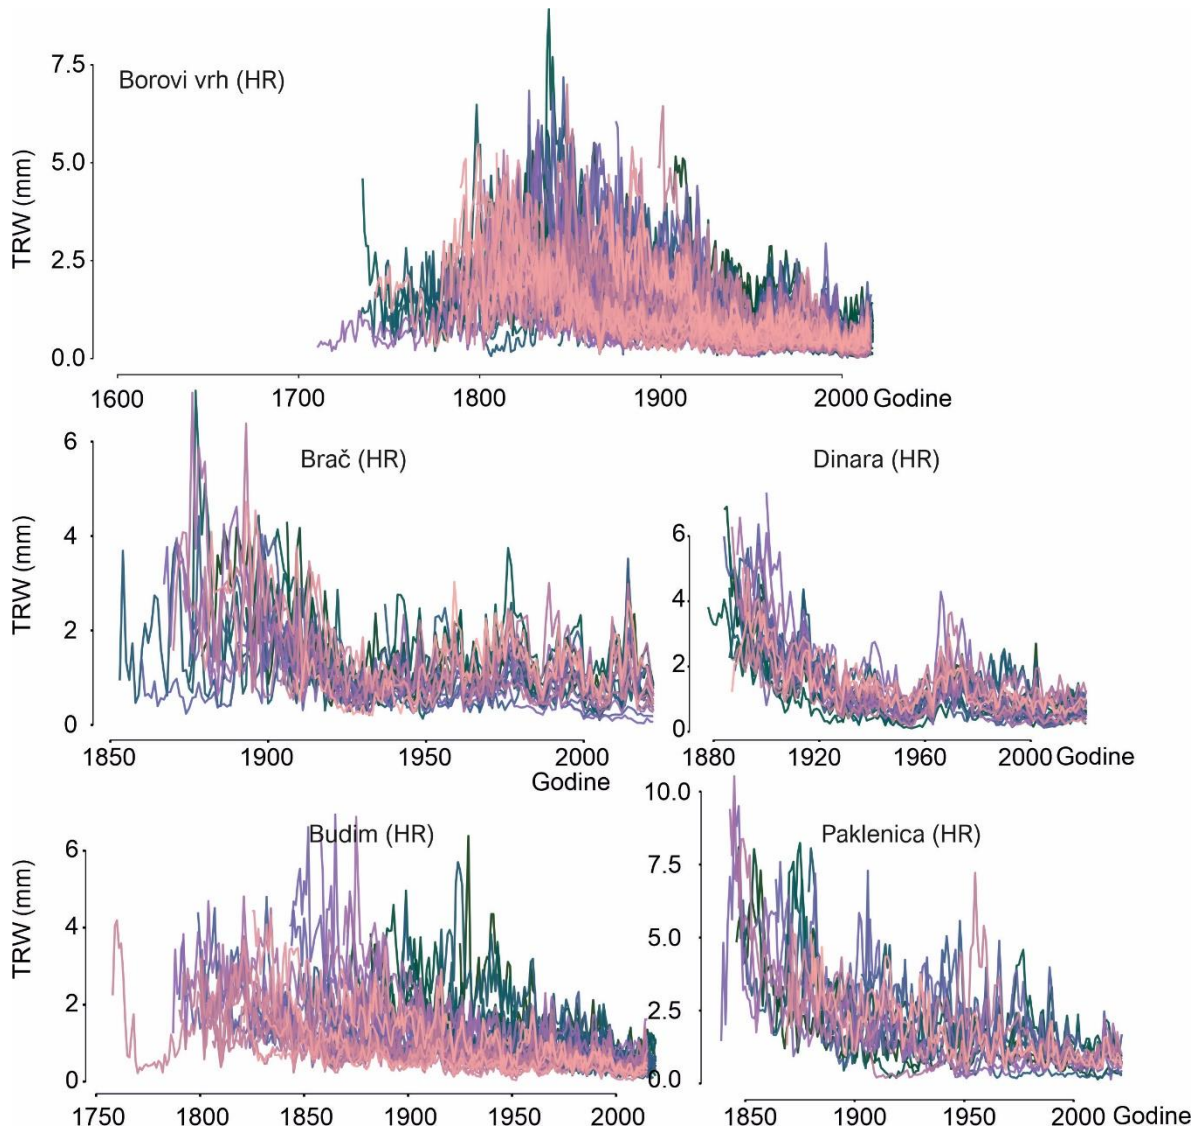 7.5
Borovi vrh (HR)
5.0
TRW (mm)
2.5
0.0
1600 1700 1800 1900 2000 Godine
6
Brač (HR)
4
TRW (mm)
2
0
1850 1900 1950 2000
Godine
Dinara (HR)
6
4
2
0
1880 1920 1960 2000 Godine
Budim (HR)
6
4
TRW (mm)
2
0
1750 1800 1850 1900 1950 2000
10.0
Paklenica (HR)
7.5
5.0
2.5
0.0
1850 1900 1950 2000 Godine